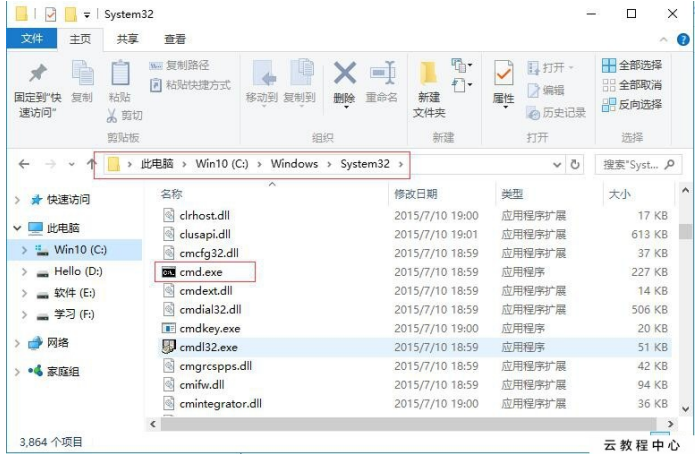 System32
文件 主页 共享 查看
固定到"快速访问"
复制
粘贴
复制路径
粘贴快捷方式
剪切
剪贴板
移动到 复制到 删除 重命名
组织
新建文件夹
新建
属性
打开
编辑
历史记录
打开
全部选择
全部取消
反向选择
选择
此电脑 > Win10 (C:) > Windows > System32 >
搜索"Syst...
快速访问
此电脑
Win10 (C:)
Hello (D:)
软件 (E:)
学习 (F:)
网络
家庭组
名称 修改日期 类型 大小
clrhost.dll 2015/7/10 19:00 应用程序扩展 17 KB
clusapi.dll 2015/7/10 19:01 应用程序扩展 613 KB
cmcfg32.dll 2015/7/10 18:59 应用程序扩展 37 KB
cmd.exe 2015/7/10 18:59 应用程序 227 KB
cmdext.dll 2015/7/10 18:59 应用程序扩展 14 KB
cmdial32.dll 2015/7/10 18:59 应用程序扩展 506 KB
cmdkey.exe 2015/7/10 19:00 应用程序 20 KB
cmdl32.exe 2015/7/10 18:59 应用程序 51 KB
cmgrcspps.dll 2015/7/10 18:59 应用程序扩展 42 KB
cmifw.dll 2015/7/10 18:59 应用程序扩展 94 KB
cmintegrator.dll 2015/7/10 19:00 应用程序扩展 36 KB
3,864 个项目
云教程中心